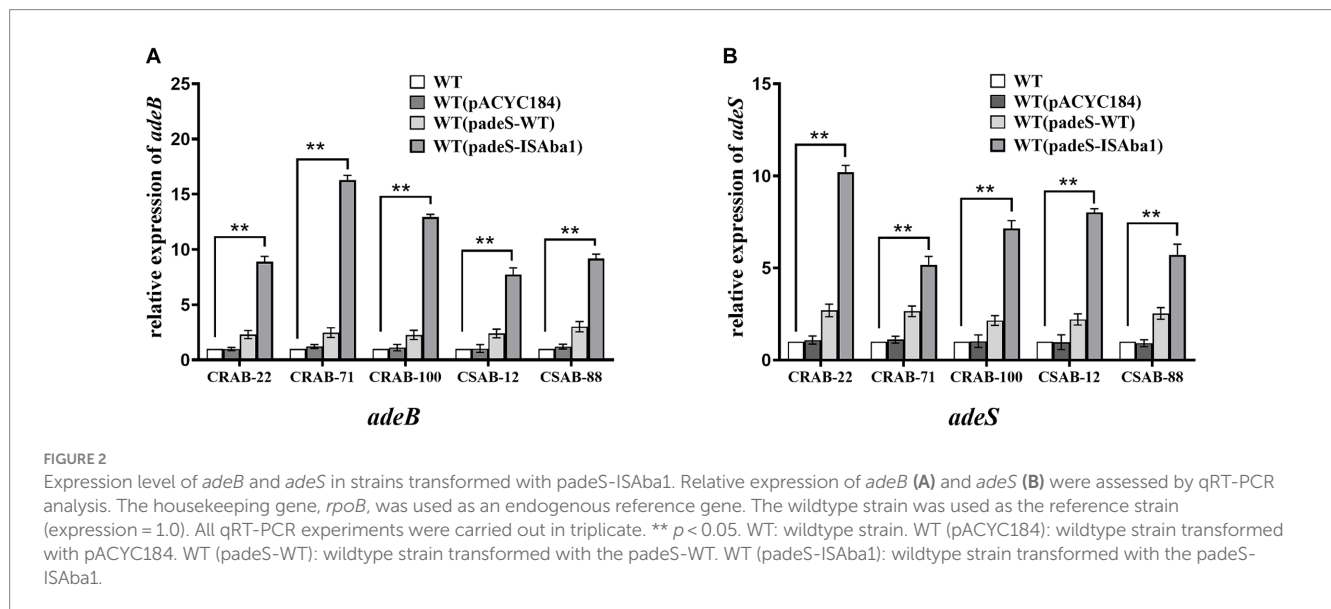 A
25
20
15
10
5
0
relative expression of adeB
WT
WT(pACYC184)
WT(padeS-WT)
WT(padeS-ISAba1)
**
**
**
**
**
CRAB-22 CRAB-71 CRAB-100 CSAB-12 CSAB-88
adeB
B
15
10
5
0
relative expression of adeS
WT
WT(pACYC184)
WT(padeS-WT)
WT(padeS-ISAba1)
**
**
**
**
**
CRAB-22 CRAB-71 CRAB-100 CSAB-12 CSAB-88
adeS
FIGURE 2
Expression level of adeB and adeS in strains transformed with padeS-ISAba1. Relative expression of adeB (A) and adeS (B) were assessed by qRT-PCR
analysis. The housekeeping gene, rpoB, was used as an endogenous reference gene. The wildtype strain was used as the reference strain
(expression = 1.0). All qRT-PCR experiments were carried out in triplicate. ** p < 0.05. WT: wildtype strain. WT (pACYC184): wildtype strain transformed
with pACYC184. WT (padeS-WT): wildtype strain transformed with the padeS-WT. WT (padeS-ISAba1): wildtype strain transformed with the padeS-
ISAba1.